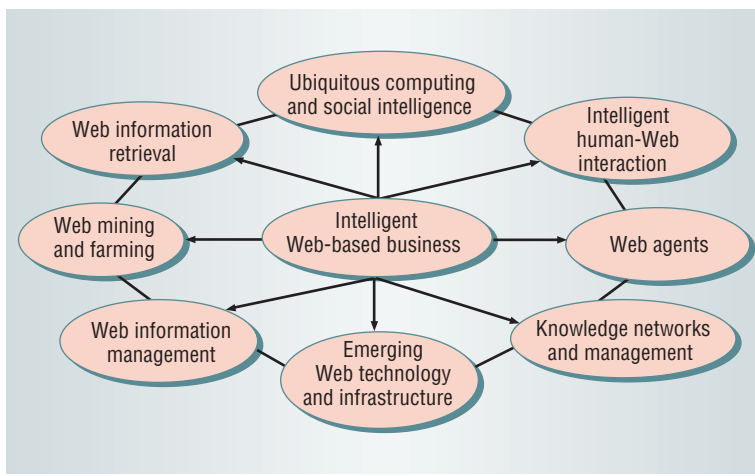 Ubiquitous computing
and social intelligence
Web information
retrieval
Intelligent
human-Web
interaction
Web mining
and farming
Intelligent
Web-based business
Web agents
Web information
management
Emerging
Web technology
and infrastructure
Knowledge networks
and management